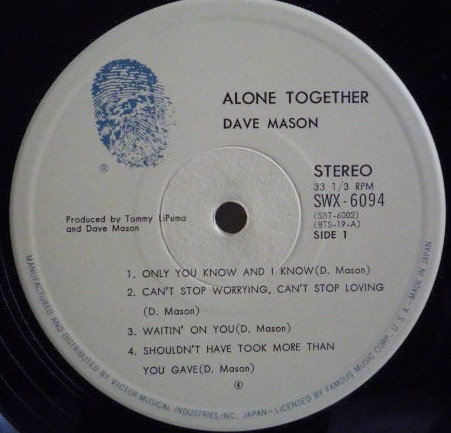 ALONE TOGETHER
DAVE MASON
®
STEREO
33 1/3 RPM
SWX-6094
(SBT-6002)
(BTS-19-A)
SIDE 1
Produced by Tommy LiPuma
and Dave Mason
1. ONLY YOU KNOW AND I KNOW(D. Mason)
2. CAN'T STOP WORRYING, CAN'T STOP LOVING
(D. Mason)
3. WAITIN' ON YOU(D. Mason)
4. SHOULDN'T HAVE TOOK MORE THAN
YOU GAVE(D. Mason)
MANUFACTURED AND DISTRIBUTED BY VICTOR MUSICAL INDUSTRIES, INC., JAPAN-LICENSED BY FAMOUS MUSIC CORP. U. S. A.-MADE IN JAPAN